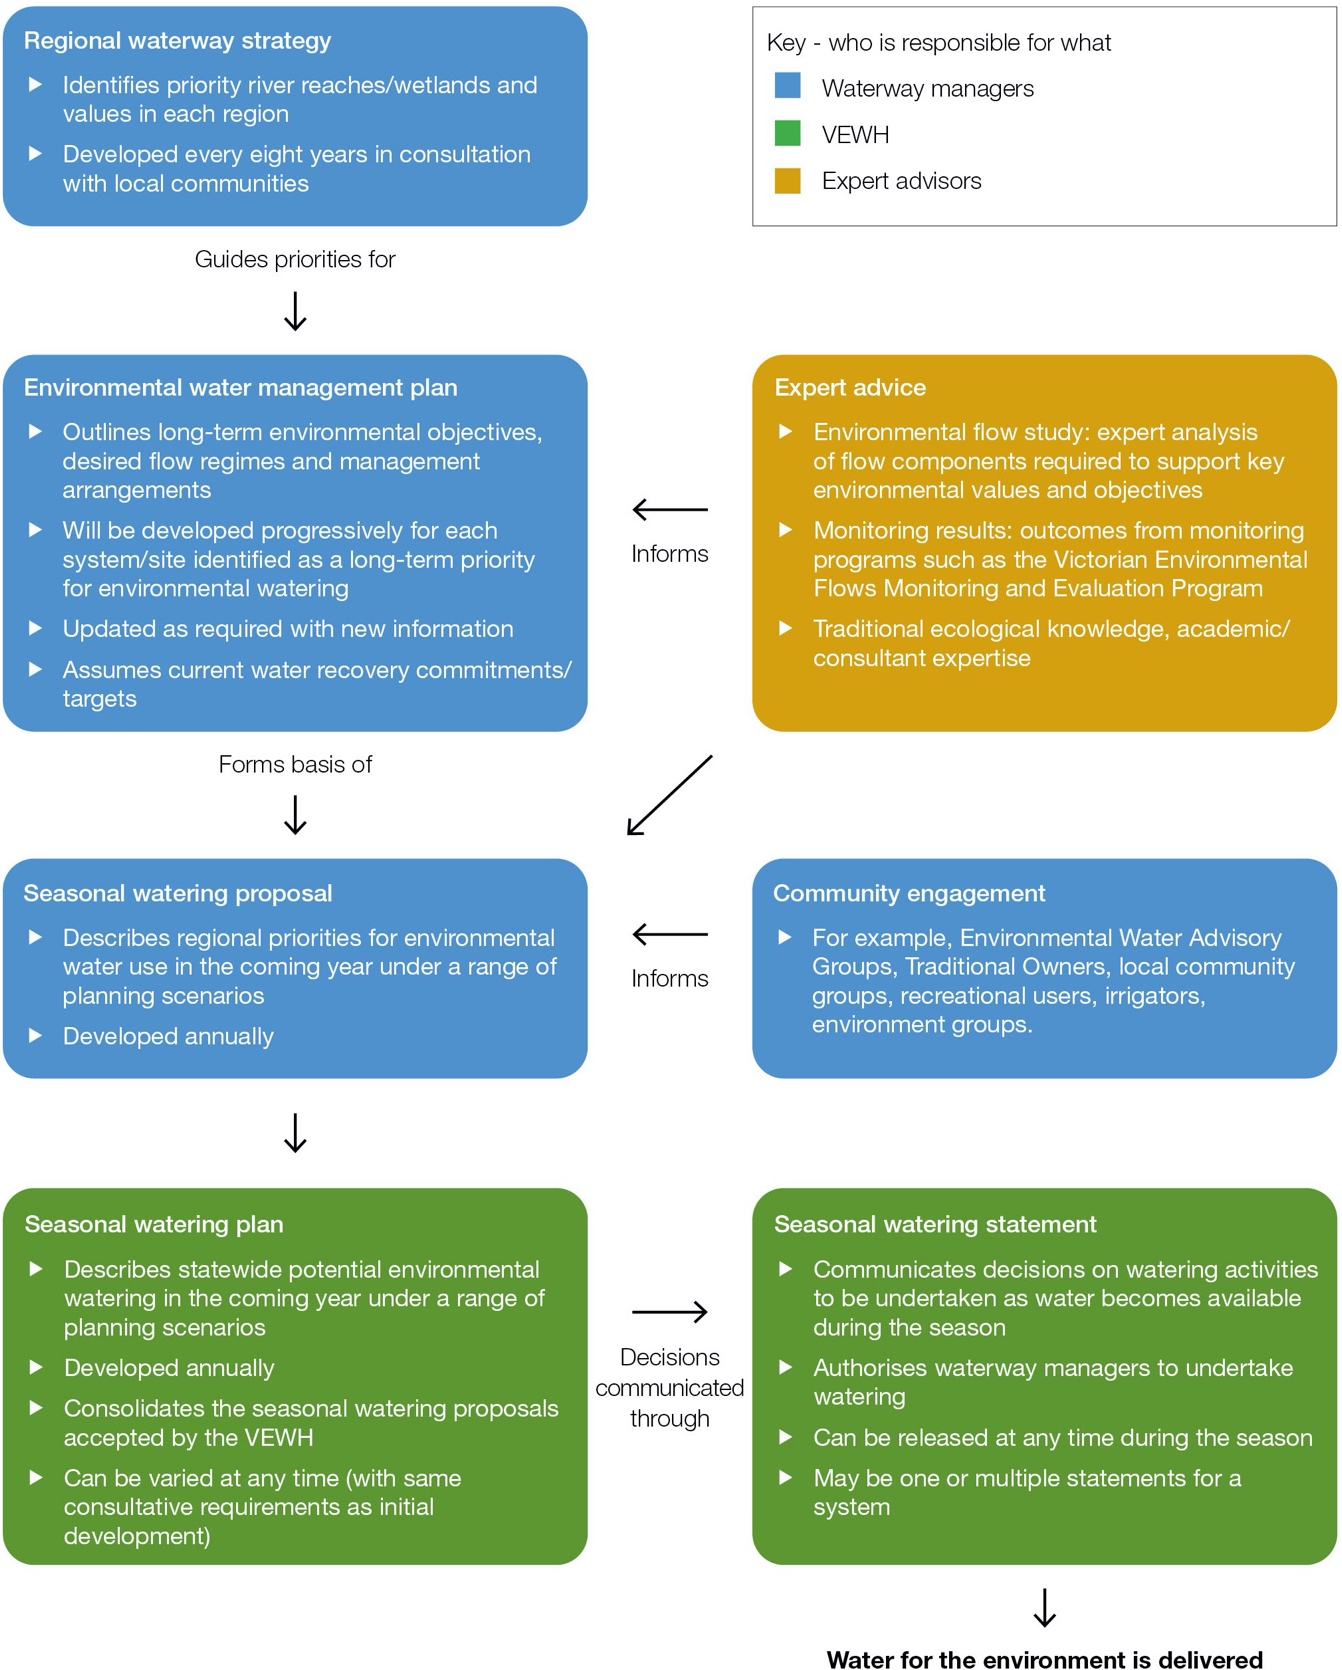 Regional waterway strategy
Identifies priority river reaches/wetlands and
values in each region
Developed every eight years in consultation
with local communities
Key - who is responsible for what
Waterway managers
VEWH
Expert advisors
Guides priorities for
Environmental water management plan
Outlines long-term environmental objectives,
desired flow regimes and management
arrangements
Will be developed progressively for each
system/site identified as a long-term priority
for environmental watering
Updated as required with new information
Assumes current water recovery commitments/
targets
Informs
Expert advice
Environmental flow study: expert analysis
of flow components required to support key
environmental values and objectives
Monitoring results: outcomes from monitoring
programs such as the Victorian Environmental
Flows Monitoring and Evaluation Program
Traditional ecological knowledge, academic/
consultant expertise
Forms basis of
Seasonal watering proposal
Describes regional priorities for environmental
water use in the coming year under a range of
planning scenarios
Developed annually
Informs
Community engagement
For example, Environmental Water Advisory
Groups, Traditional Owners, local community
groups, recreational users, irrigators,
environment groups.
Seasonal watering plan
Describes statewide potential environmental
watering in the coming year under a range of
planning scenarios
Developed annually
Consolidates the seasonal watering proposals
accepted by the VEWH
Can be varied at any time (with same
consultative requirements as initial
development)
Decisions
communicated
through
Seasonal watering statement
Communicates decisions on watering activities
to be undertaken as water becomes available
during the season
Authorises waterway managers to undertake
watering
Can be released at any time during the season
May be one or multiple statements for a
system
Water for the environment is delivered